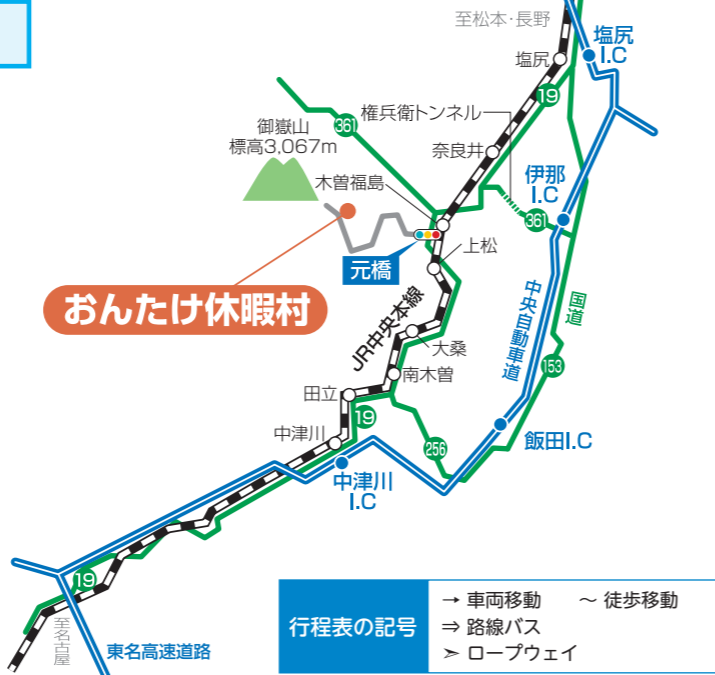 至松本・長野
塩尻
I.C
塩尻
19
権兵衛トンネル
361
御嶽山
標高3,067m
奈良井
木曽福島
伊那
I.C
361
上松
元橋
おんたけ休暇村
JR中央本線
中央自動車道
国道
153
大桑
南木曽
田立
19
中津川
256
飯田I.C
中津川
I.C
19
至名古屋
東名高速道路
行程表の記号
→ 車両移動 ～ 徒歩移動
⇒ 路線バス
➢ ロープウェイ